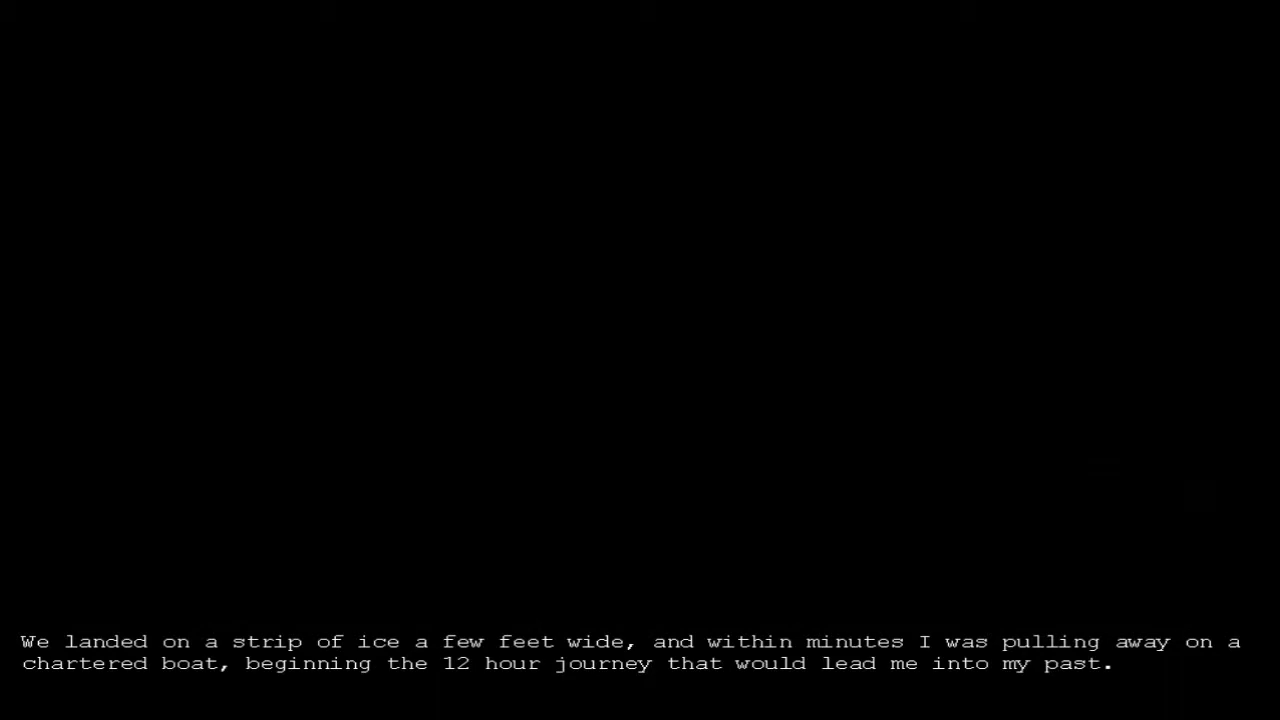 We landed on a strip of ice a few feet wide, and within minutes I was pulling away on a
chartered boat, beginning the 12 hour journey that would lead me into my past.